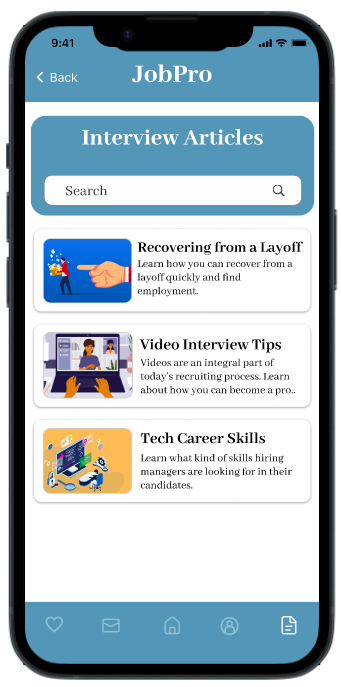 9:41
Back
JobPro
Interview Articles
Search
Recovering from a Layoff
Learn how you can recover from a
layoff quickly and find
employment.
Video Interview Tips
Videos are an integral part of
today's recruiting process. Learn
about how you can become a pro..
Tech Career Skills
Learn what kind of skills hiring
managers are looking for in their
candidates.